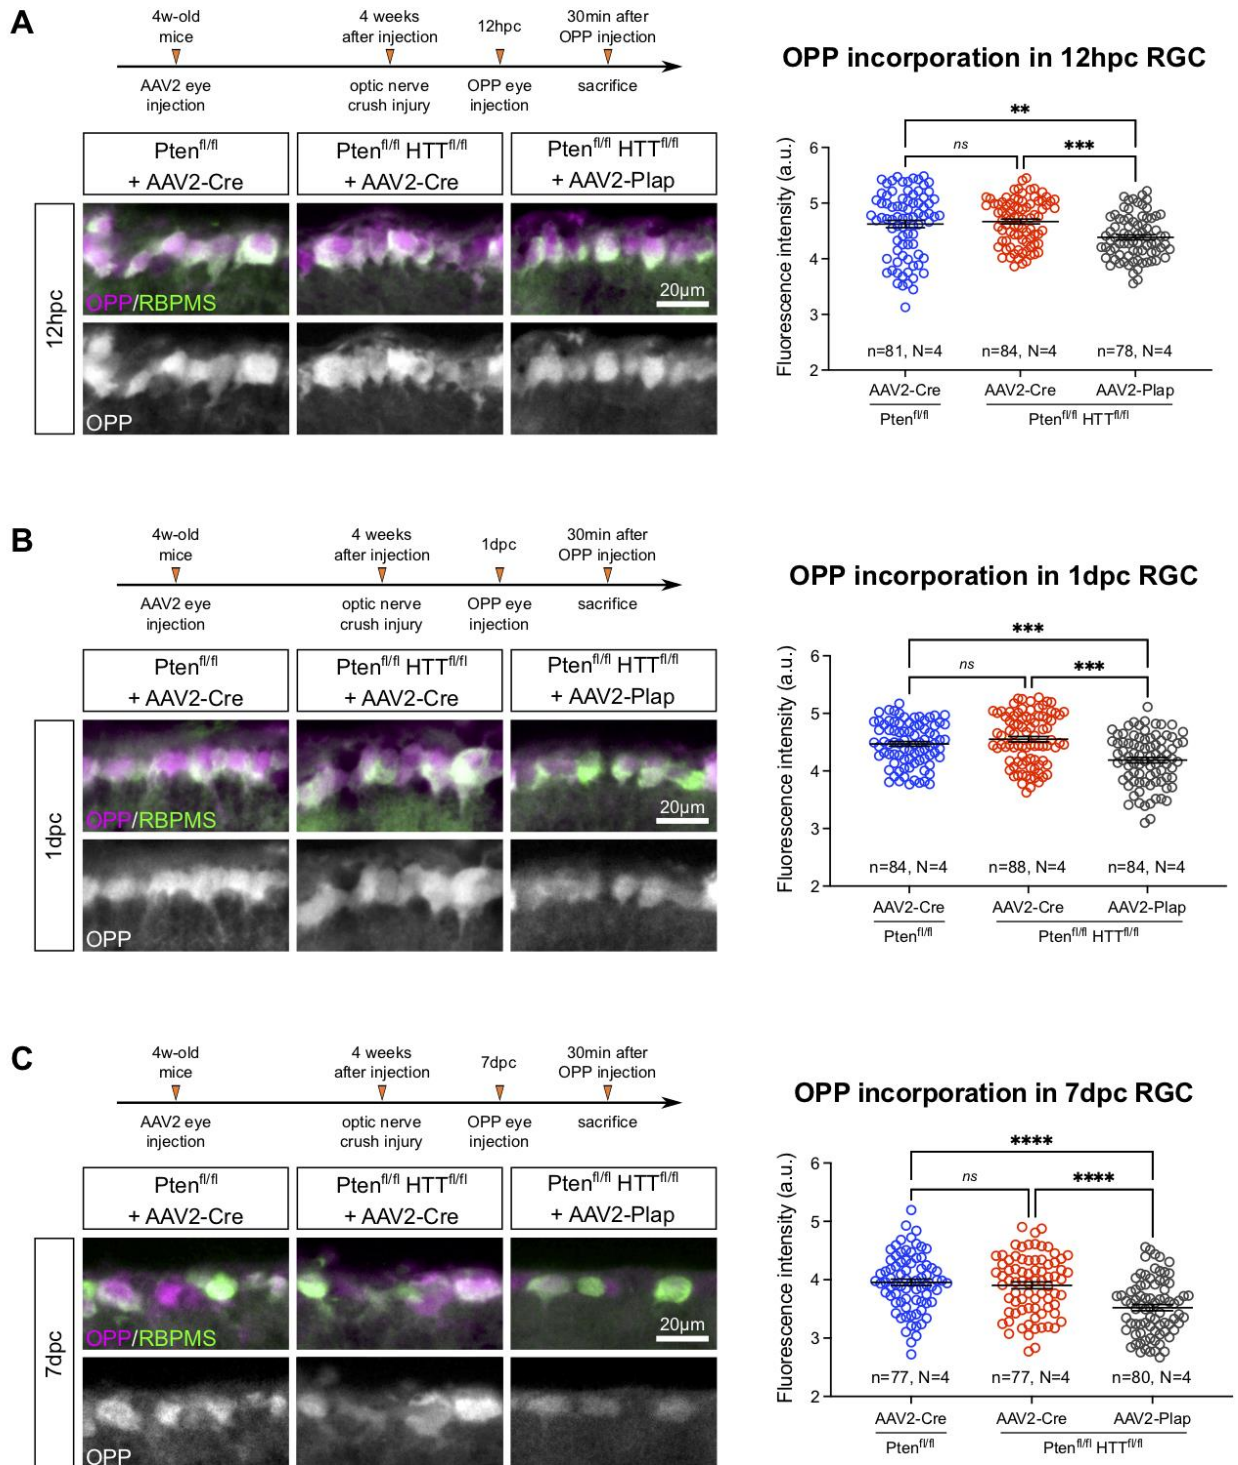 A
4w-old
mice
4 weeks
after injection
12hpc
30min after
OPP injection
AAV2 eye
injection
optic nerve
crush injury
OPP eye
injection
sacrifice
Pten^fl/fl
+ AAV2-Cre
Pten^fl/fl HTT^fl/fl
+ AAV2-Cre
Pten^fl/fl HTT^fl/fl
+ AAV2-Plap
12hpc
OPP/RBPMS
20µm
OPP
OPP incorporation in 12hpc RGC
**
ns
***
Fluorescence intensity (a.u.)
6
5
4
3
2
n=81, N=4
n=84, N=4
n=78, N=4
AAV2-Cre
AAV2-Cre
AAV2-Plap
Pten^fl/fl
Pten^fl/fl HTT^fl/fl
B
4w-old
mice
4 weeks
after injection
1dpc
30min after
OPP injection
AAV2 eye
injection
optic nerve
crush injury
OPP eye
injection
sacrifice
Pten^fl/fl
+ AAV2-Cre
Pten^fl/fl HTT^fl/fl
+ AAV2-Cre
Pten^fl/fl HTT^fl/fl
+ AAV2-Plap
1dpc
OPP/RBPMS
20µm
OPP
OPP incorporation in 1dpc RGC
***
ns
***
Fluorescence intensity (a.u.)
6
5
4
3
2
n=84, N=4
n=88, N=4
n=84, N=4
AAV2-Cre
AAV2-Cre
AAV2-Plap
Pten^fl/fl
Pten^fl/fl HTT^fl/fl
C
4w-old
mice
4 weeks
after injection
7dpc
30min after
OPP injection
AAV2 eye
injection
optic nerve
crush injury
OPP eye
injection
sacrifice
Pten^fl/fl
+ AAV2-Cre
Pten^fl/fl HTT^fl/fl
+ AAV2-Cre
Pten^fl/fl HTT^fl/fl
+ AAV2-Plap
7dpc
OPP/RBPMS
20µm
OPP
OPP incorporation in 7dpc RGC
****
ns
****
Fluorescence intensity (a.u.)
6
5
4
3
2
n=77, N=4
n=77, N=4
n=80, N=4
AAV2-Cre
AAV2-Cre
AAV2-Plap
Pten^fl/fl
Pten^fl/fl HTT^fl/fl